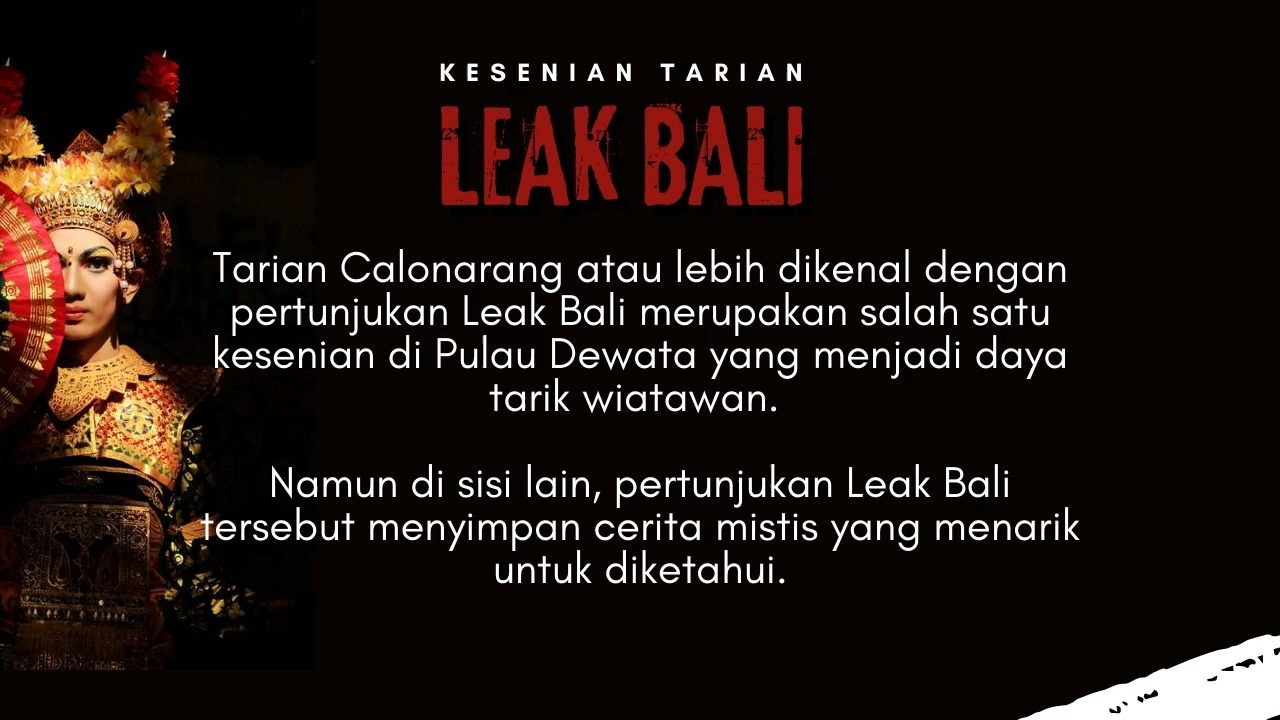 KESENIAN TARIAN
LEAK BALI
Tarian Calonarang atau lebih dikenal dengan
pertunjukan Leak Bali merupakan salah satu
kesenian di Pulau Dewata yang menjadi daya
tarik wiatawan.
Namun di sisi lain, pertunjukan Leak Bali
tersebut menyimpan cerita mistis yang menarik
untuk diketahui.